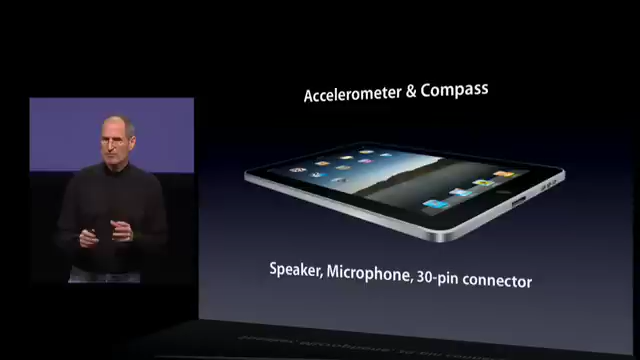 Accelerometer & Compass
Speaker, Microphone, 30-pin connector